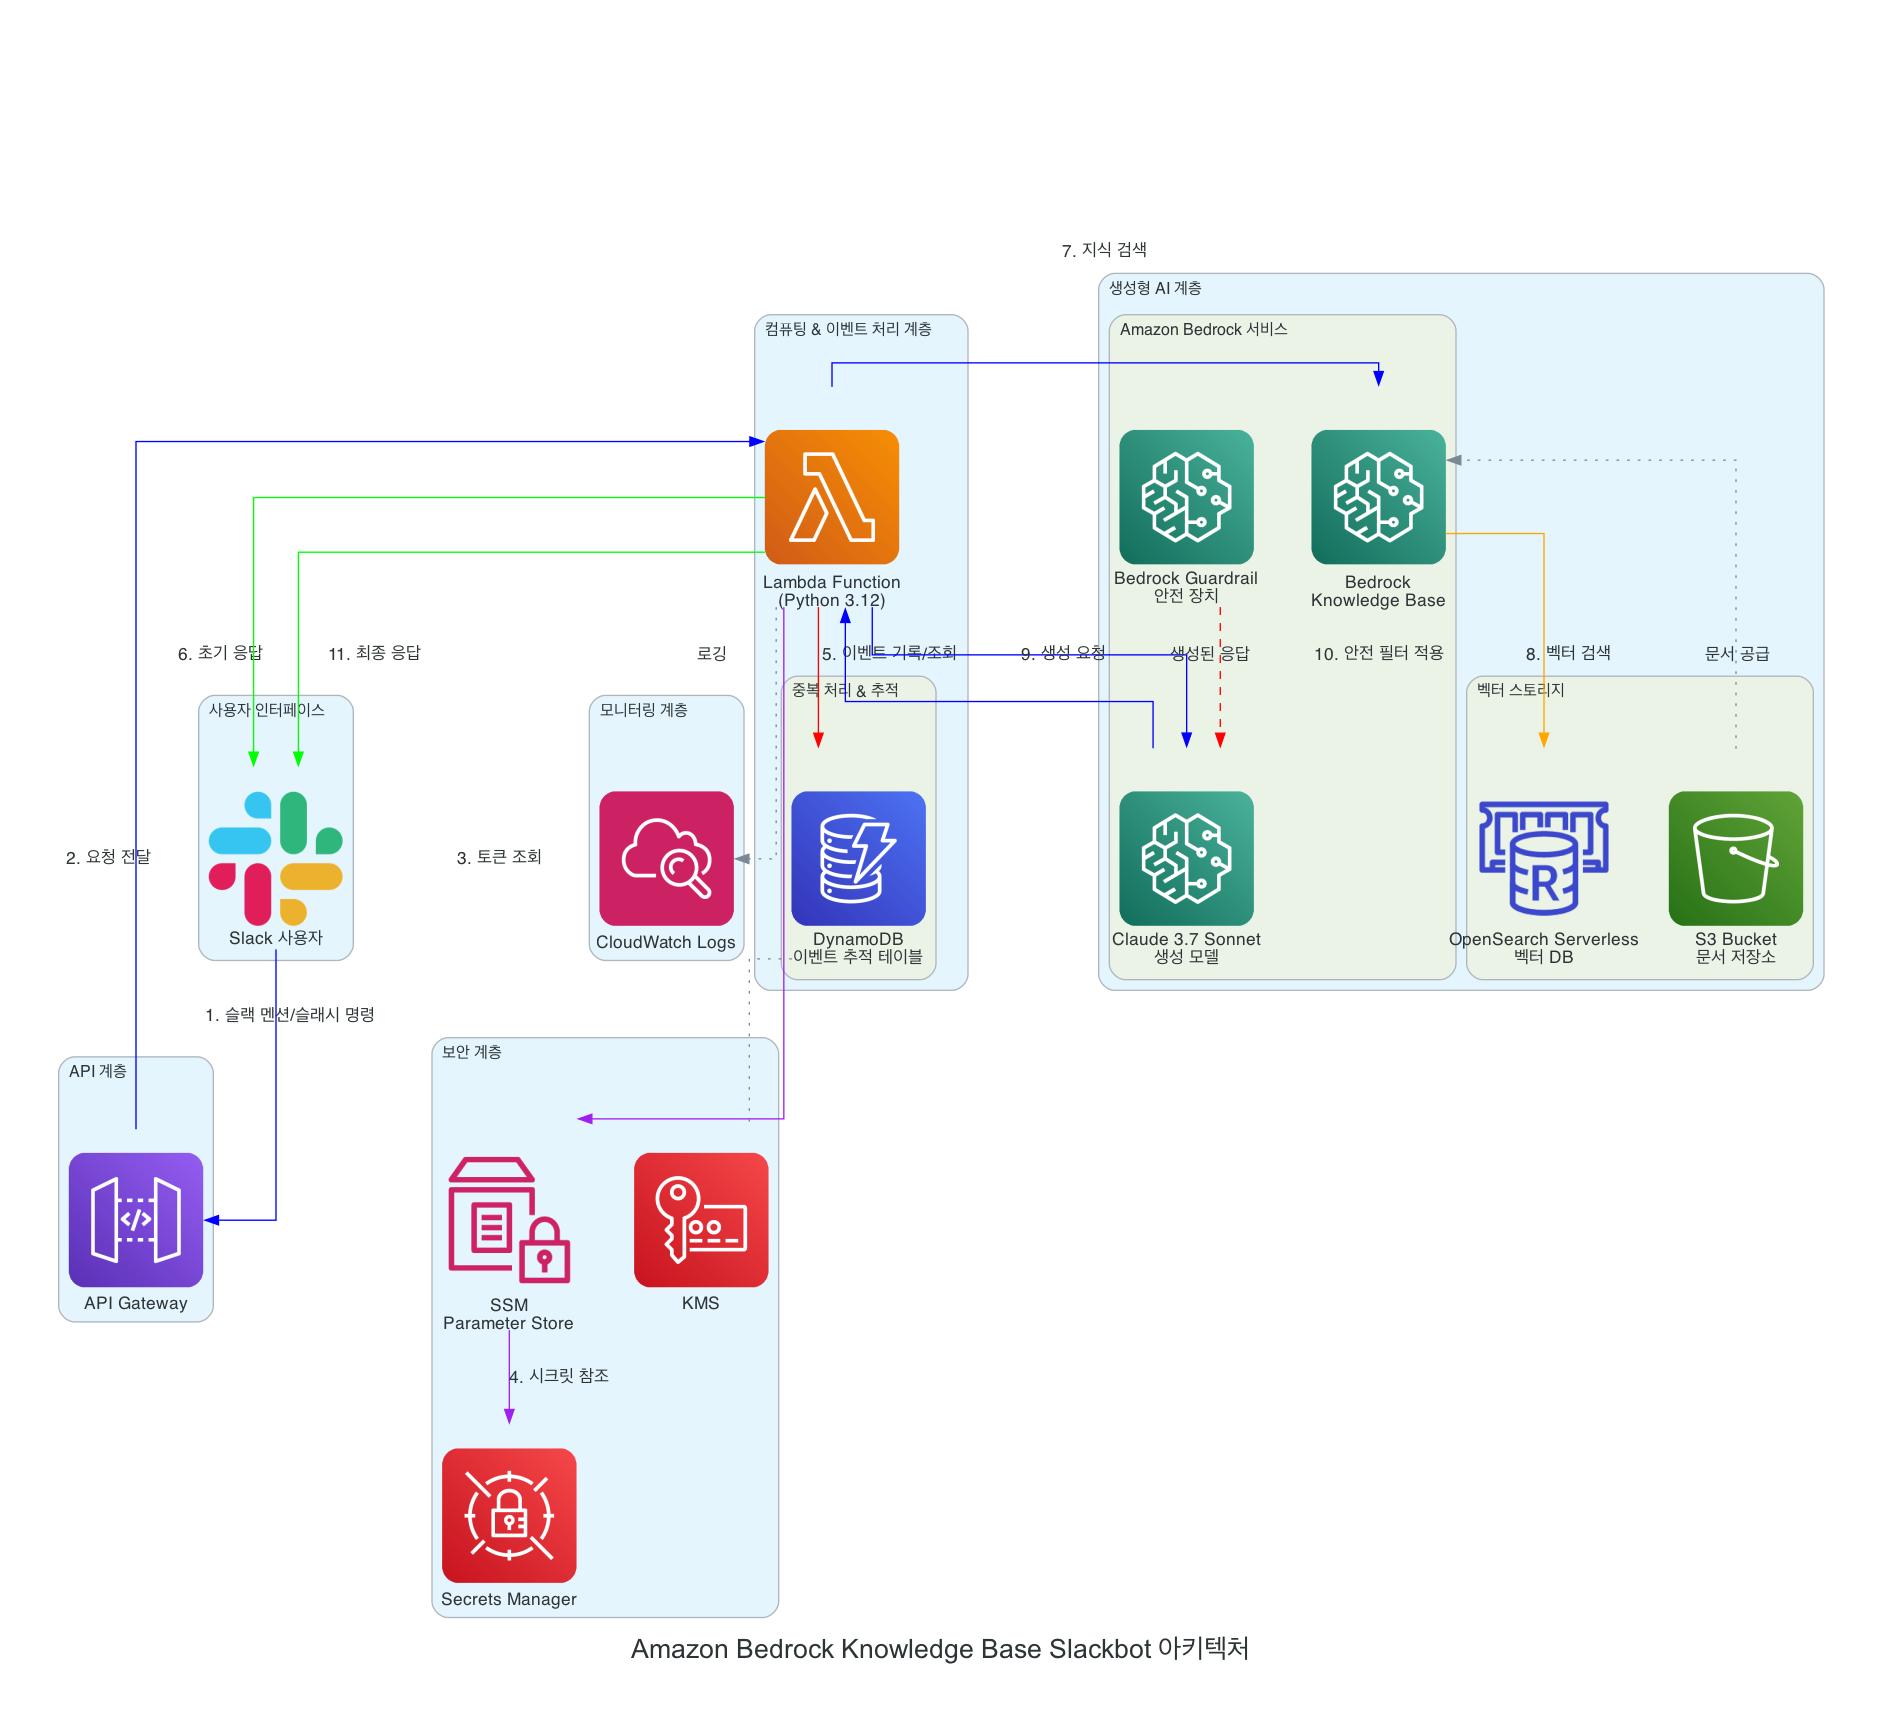 7. 지식 검색
생성형 AI 계층
컴퓨팅 & 이벤트 처리 계층
Amazon Bedrock 서비스
Lambda Function
(Python 3.12)
Bedrock Guardrail
안전 장치
Bedrock
Knowledge Base
6. 초기 응답
11. 최종 응답
로깅
5. 이벤트 기록/조회
9. 생성 요청
생성된 응답
10. 안전 필터 적용
8. 벡터 검색
문서 공급
사용자 인터페이스
모니터링 계층
중복 처리 & 추적
벡터 스토리지
2. 요청 전달
3. 토큰 조회
R
Slack 사용자
CloudWatch Logs
DynamoDB
이벤트 추적 테이블
Claude 3.7 Sonnet
생성 모델
OpenSearch Serverless
벡터 DB
S3 Bucket
문서 저장소
1. 슬랙 멘션/슬래시 명령
API 계층
보안 계층
</>
API Gateway
SSM
Parameter Store
KMS
4. 시크릿 참조
Secrets Manager
Amazon Bedrock Knowledge Base Slackbot 아키텍처